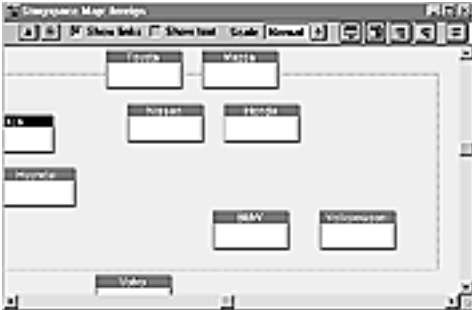 Storyspace Map: foreign
Show links Show text Scale Normal
Toyota Mazda
Nissan Honda
Hyundai
BMW Volkswagen
Volvo